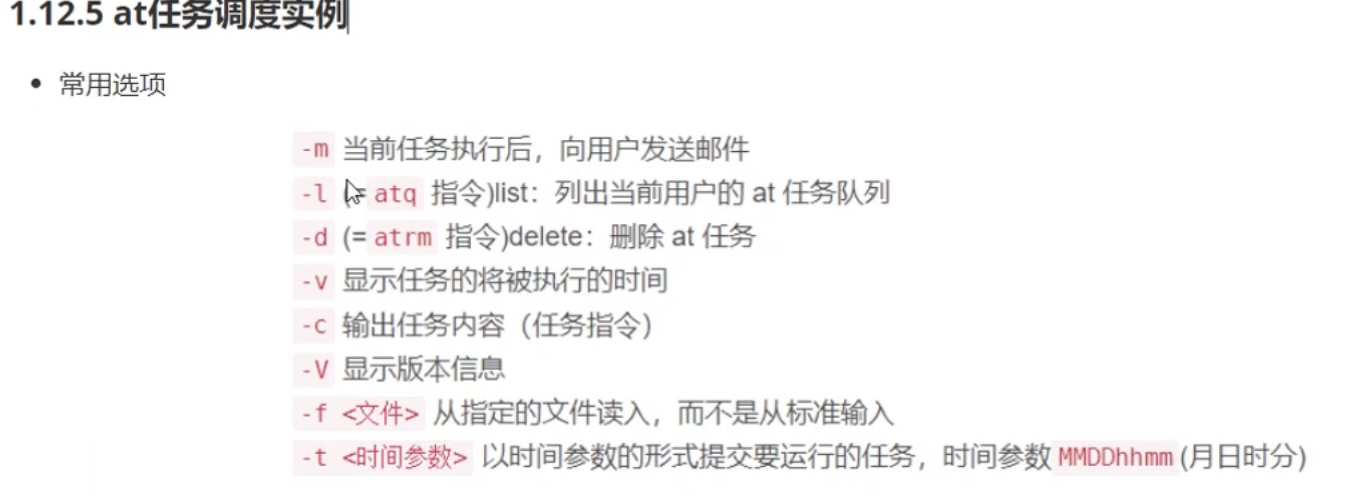 1.12.5 at任务调度实例
常用选项
-m 当前任务执行后，向用户发送邮件
-l (= atq 指令)list：列出当前用户的 at 任务队列
-d (= atrm 指令)delete：删除 at 任务
-v 显示任务的将被执行的时间
-c 输出任务内容（任务指令）
-V 显示版本信息
-f <文件> 从指定的文件读入，而不是从标准输入
-t <时间参数> 以时间参数的形式提交要运行的任务，时间参数 MMDDhhmm (月日时分)